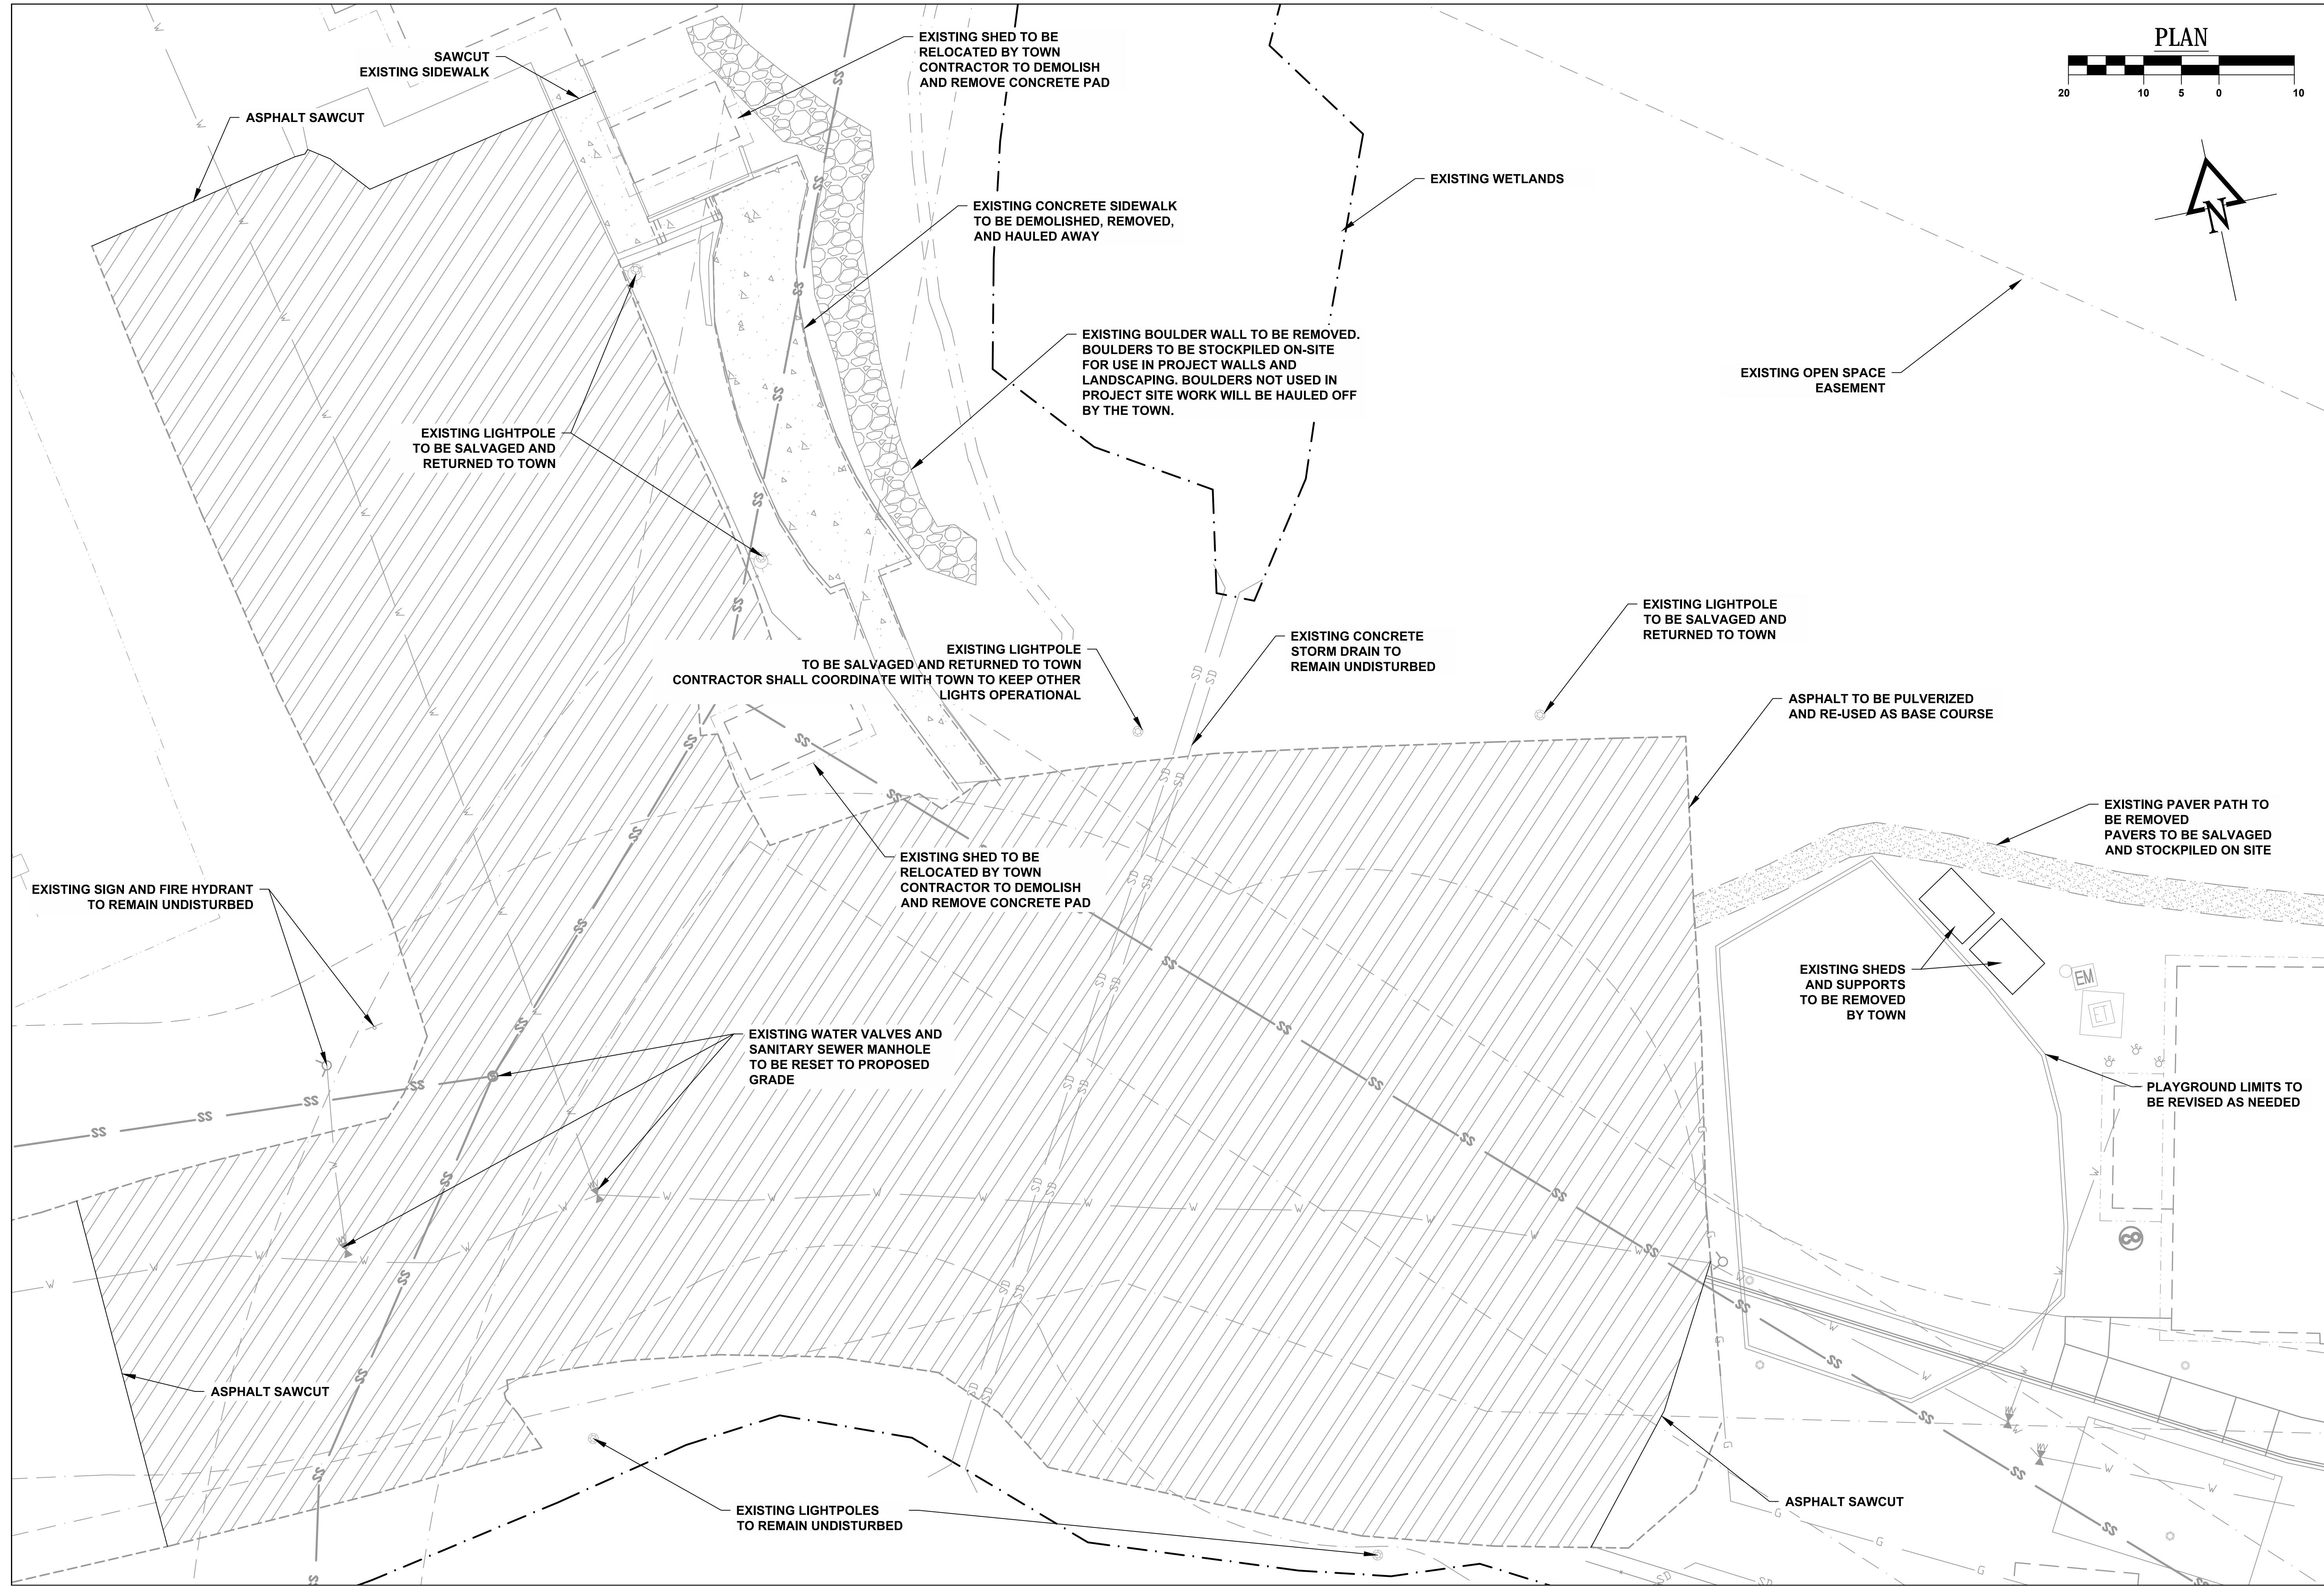 PLAN
20 10 5 0 10
N
SAWCUT
EXISTING SIDEWALK
EXISTING SHED TO BE
RELOCATED BY TOWN
CONTRACTOR TO DEMOLISH
AND REMOVE CONCRETE PAD
ASPHALT SAWCUT
EXISTING WETLANDS
EXISTING CONCRETE SIDEWALK
TO BE DEMOLISHED, REMOVED,
AND HAULED AWAY
EXISTING BOULDER WALL TO BE REMOVED.
BOULDERS TO BE STOCKPILED ON-SITE
FOR USE IN PROJECT WALLS AND
LANDSCAPING. BOULDERS NOT USED IN
PROJECT SITE WORK WILL BE HAULED OFF
BY THE TOWN.
EXISTING OPEN SPACE
EASEMENT
EXISTING LIGHTPOLE
TO BE SALVAGED AND
RETURNED TO TOWN
EXISTING LIGHTPOLE
TO BE SALVAGED AND RETURNED TO TOWN
CONTRACTOR SHALL COORDINATE WITH TOWN TO KEEP OTHER
LIGHTS OPERATIONAL
EXISTING CONCRETE
STORM DRAIN TO
REMAIN UNDISTURBED
EXISTING LIGHTPOLE
TO BE SALVAGED AND
RETURNED TO TOWN
ASPHALT TO BE PULVERIZED
AND RE-USED AS BASE COURSE
EXISTING PAVER PATH TO
BE REMOVED
PAVERS TO BE SALVAGED
AND STOCKPILED ON SITE
EXISTING SIGN AND FIRE HYDRANT
TO REMAIN UNDISTURBED
EXISTING SHED TO BE
RELOCATED BY TOWN
CONTRACTOR TO DEMOLISH
AND REMOVE CONCRETE PAD
EXISTING SHEDS
AND SUPPORTS
TO BE REMOVED
BY TOWN
EM
ET
EXISTING WATER VALVES AND
SANITARY SEWER MANHOLE
TO BE RESET TO PROPOSED
GRADE
PLAYGROUND LIMITS TO
BE REVISED AS NEEDED
CO
ASPHALT SAWCUT
EXISTING LIGHTPOLES
TO REMAIN UNDISTURBED
ASPHALT SAWCUT
SS
SD
W
G
WV